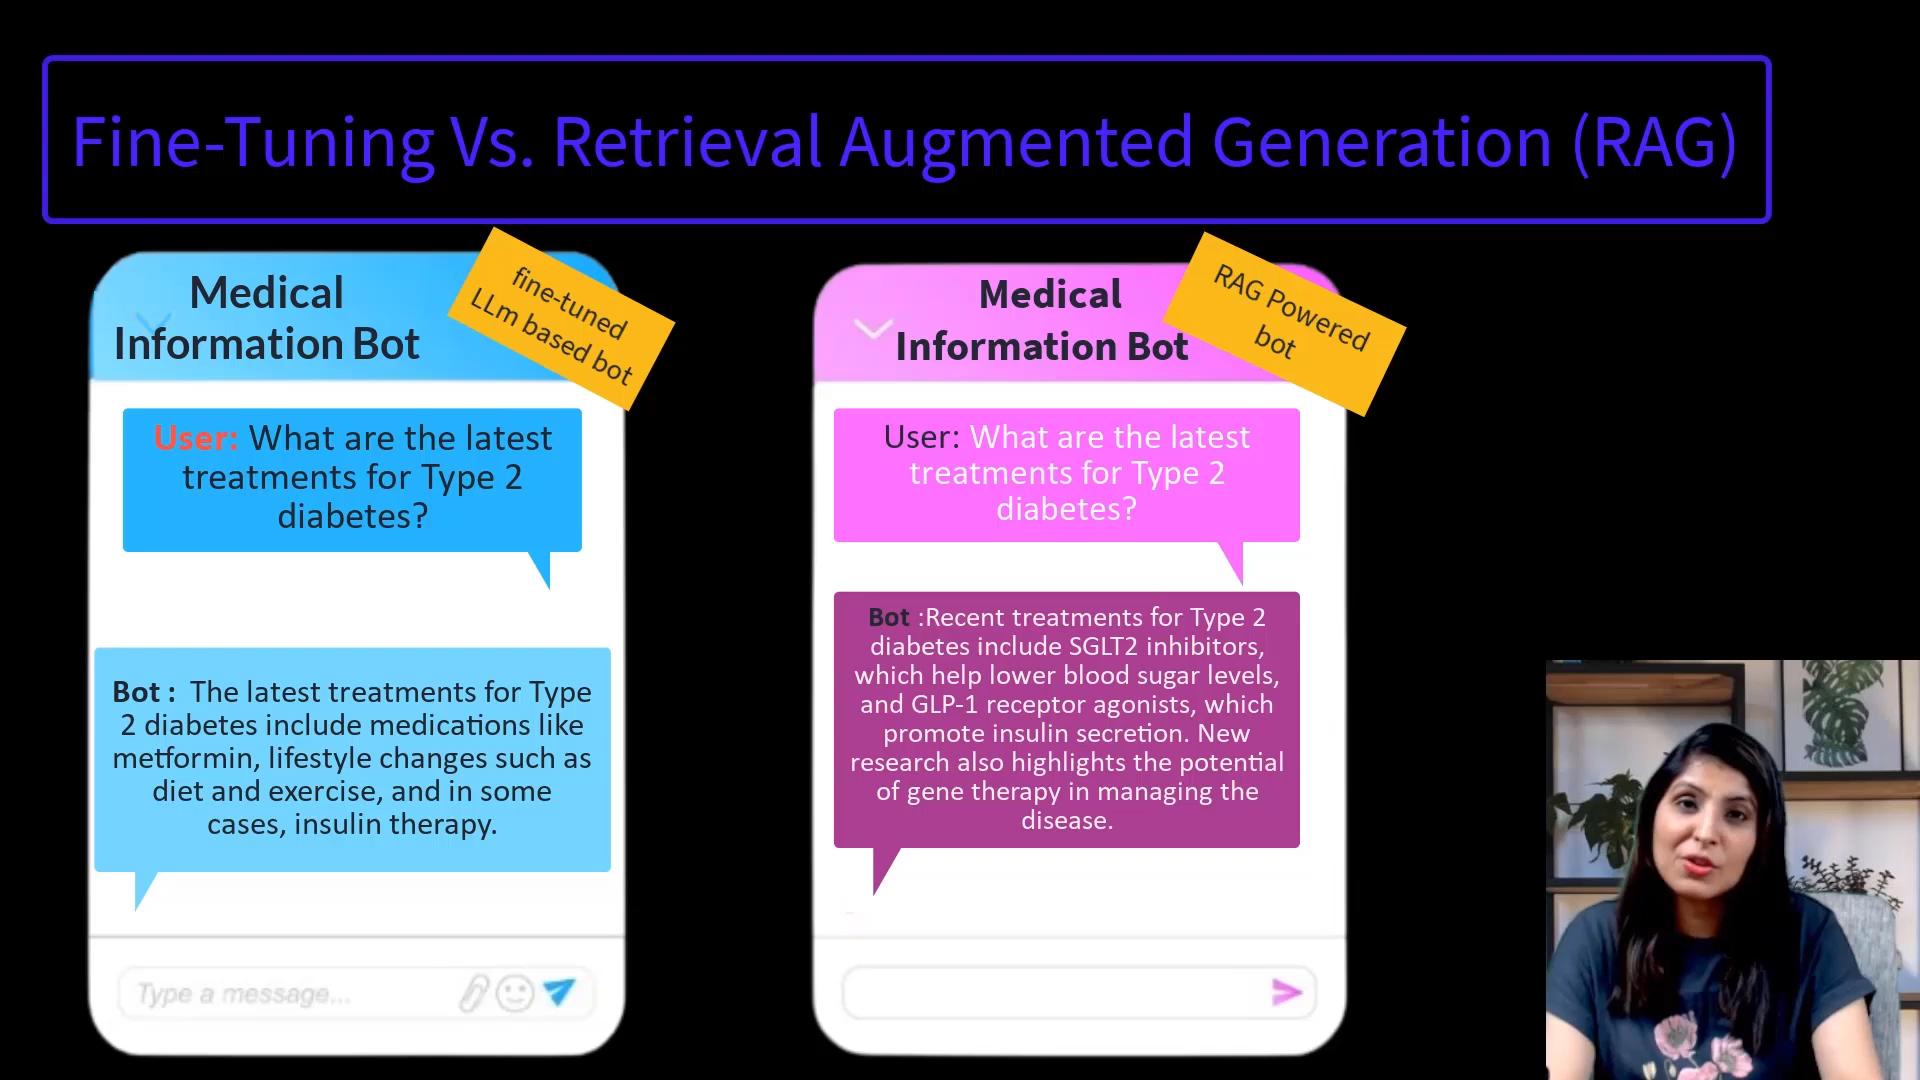 Fine-Tuning Vs. Retrieval Augmented Generation (RAG)
Medical
Information Bot
fine-tuned
LLm based bot
User: What are the latest
treatments for Type 2
diabetes?
Bot : The latest treatments for Type
2 diabetes include medications like
metformin, lifestyle changes such as
diet and exercise, and in some
cases, insulin therapy.
Type a message...
Medical
Information Bot
RAG Powered
bot
User: What are the latest
treatments for Type 2
diabetes?
Bot :Recent treatments for Type 2
diabetes include SGLT2 inhibitors,
which help lower blood sugar levels,
and GLP-1 receptor agonists, which
promote insulin secretion. New
research also highlights the potential
of gene therapy in managing the
disease.